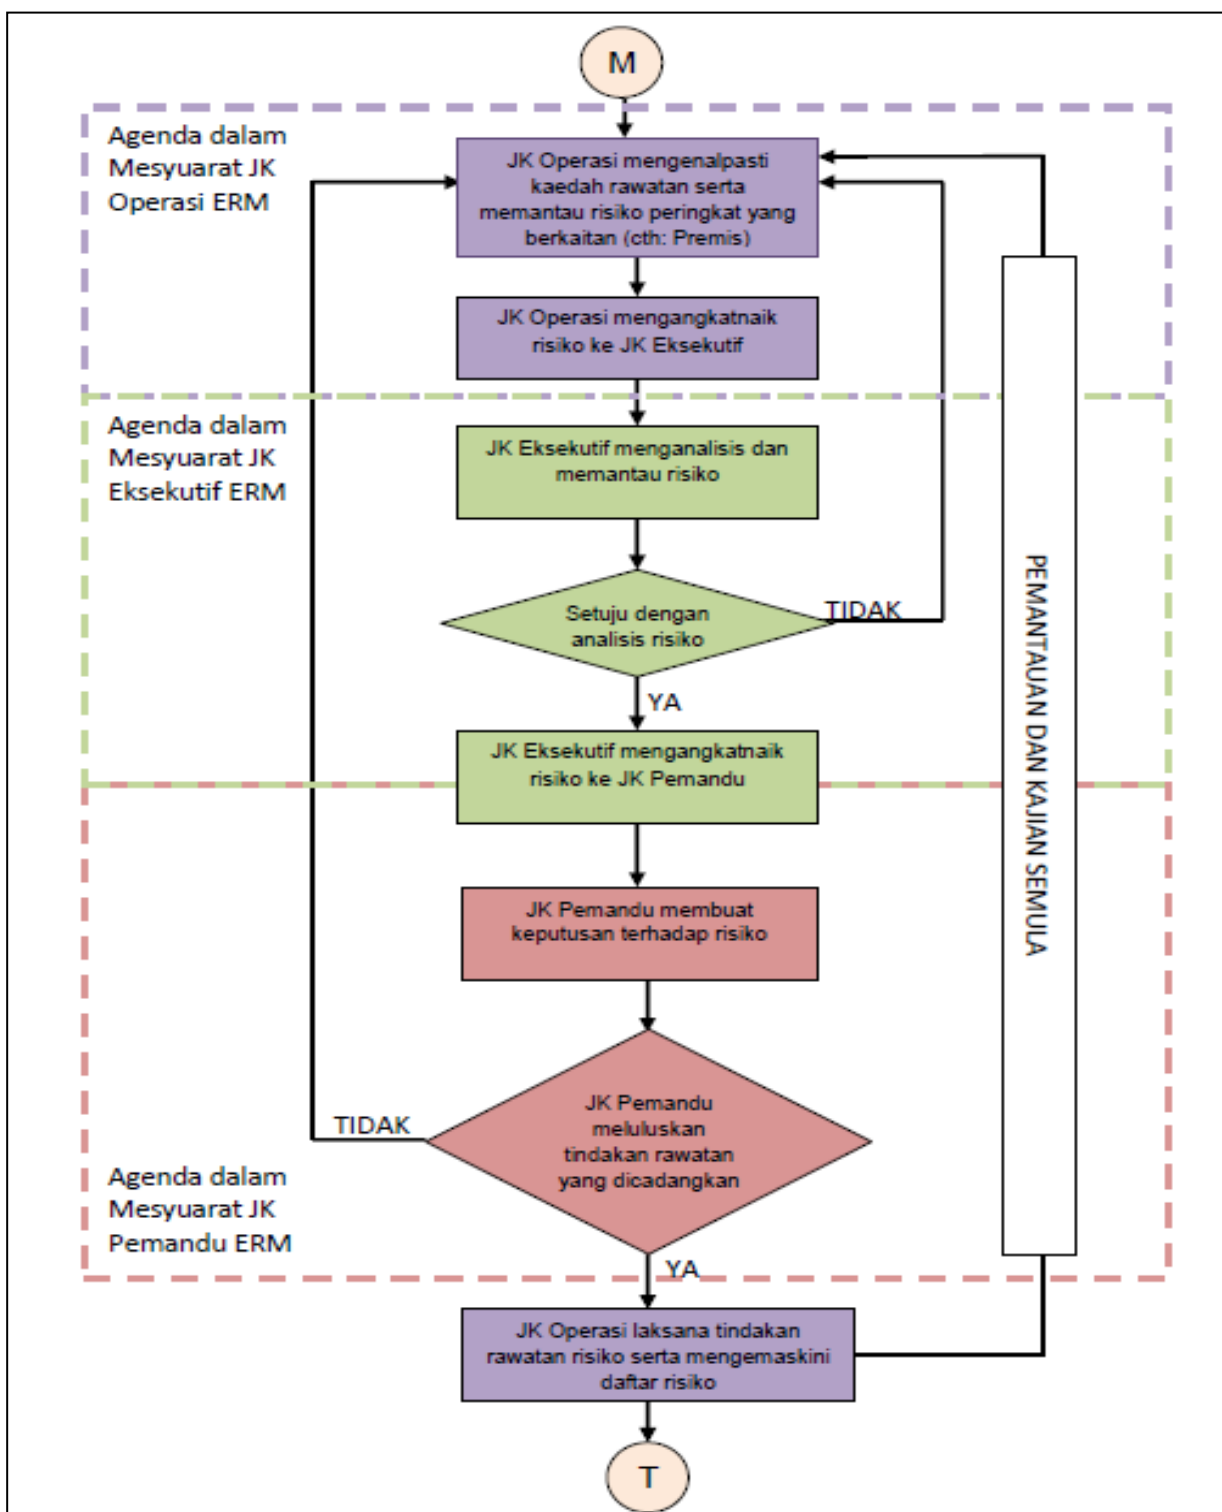 M
Agenda dalam
Mesyuarat JK
Operasi ERM
JK Operasi mengenalpasti
kaedah rawatan serta
memantau risiko peringkat yang
berkaitan (cth: Premis)
JK Operasi mengangkatnaik
risiko ke JK Eksekutif
Agenda dalam
Mesyuarat JK
Eksekutif ERM
JK Eksekutif menganalisis dan
memantau risiko
Setuju dengan
analisis risiko
TIDAK
YA
JK Eksekutif mengangkatnaik
risiko ke JK Pemandu
PEMANTAUAN DAN KAJIAN SEMULA
JK Pemandu membuat
keputusan terhadap risiko
JK Pemandu
meluluskan
tindakan rawatan
yang dicadangkan
TIDAK
Agenda dalam
Mesyuarat JK
Pemandu ERM
YA
JK Operasi laksana tindakan
rawatan risiko serta mengemaskini
daftar risiko
T